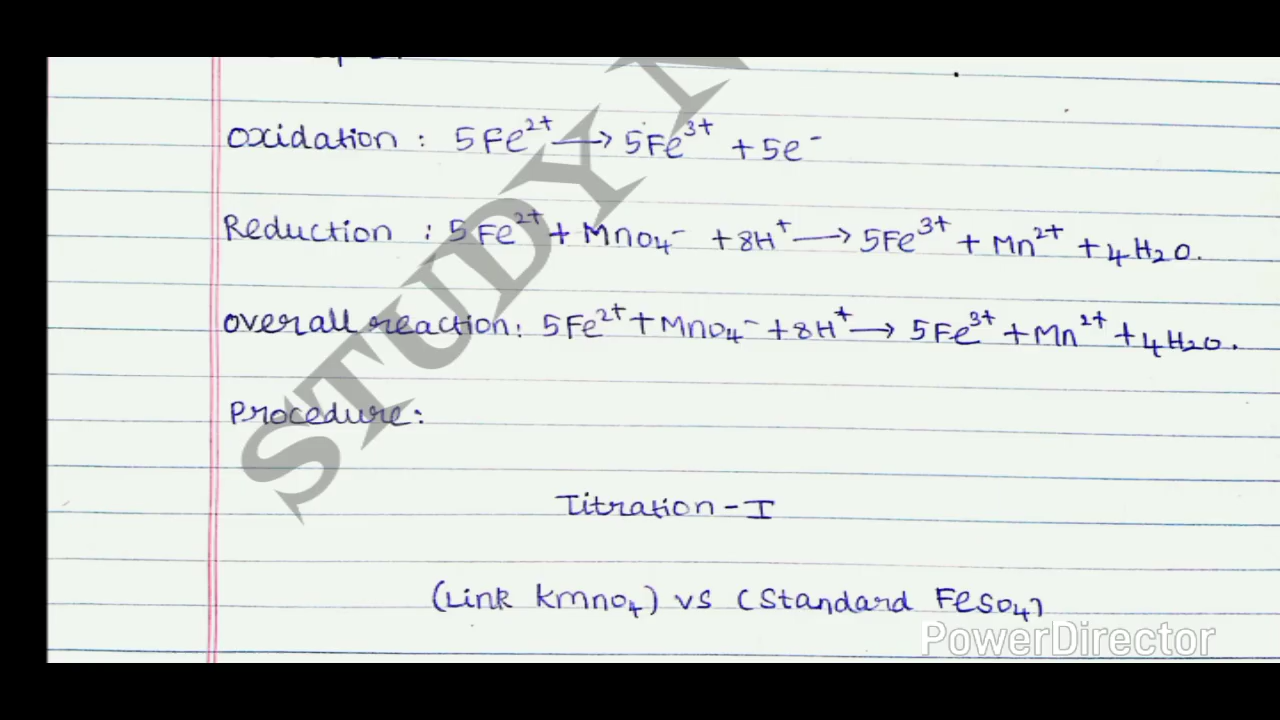 Oxidation : 5Fe²⁺ → 5Fe³⁺ + 5e⁻
Reduction : 5Fe²⁺ + MnO₄⁻ + 8H⁺ → 5Fe³⁺ + Mn²⁺ + 4H₂O.
Overall reaction: 5Fe²⁺ + MnO₄⁻ + 8H⁺ → 5Fe³⁺ + Mn²⁺ + 4H₂O.
Procedure:
Titration - I
(Link KMnO₄) vs (Standard FeSO₄)
STUDY N
PowerDirector